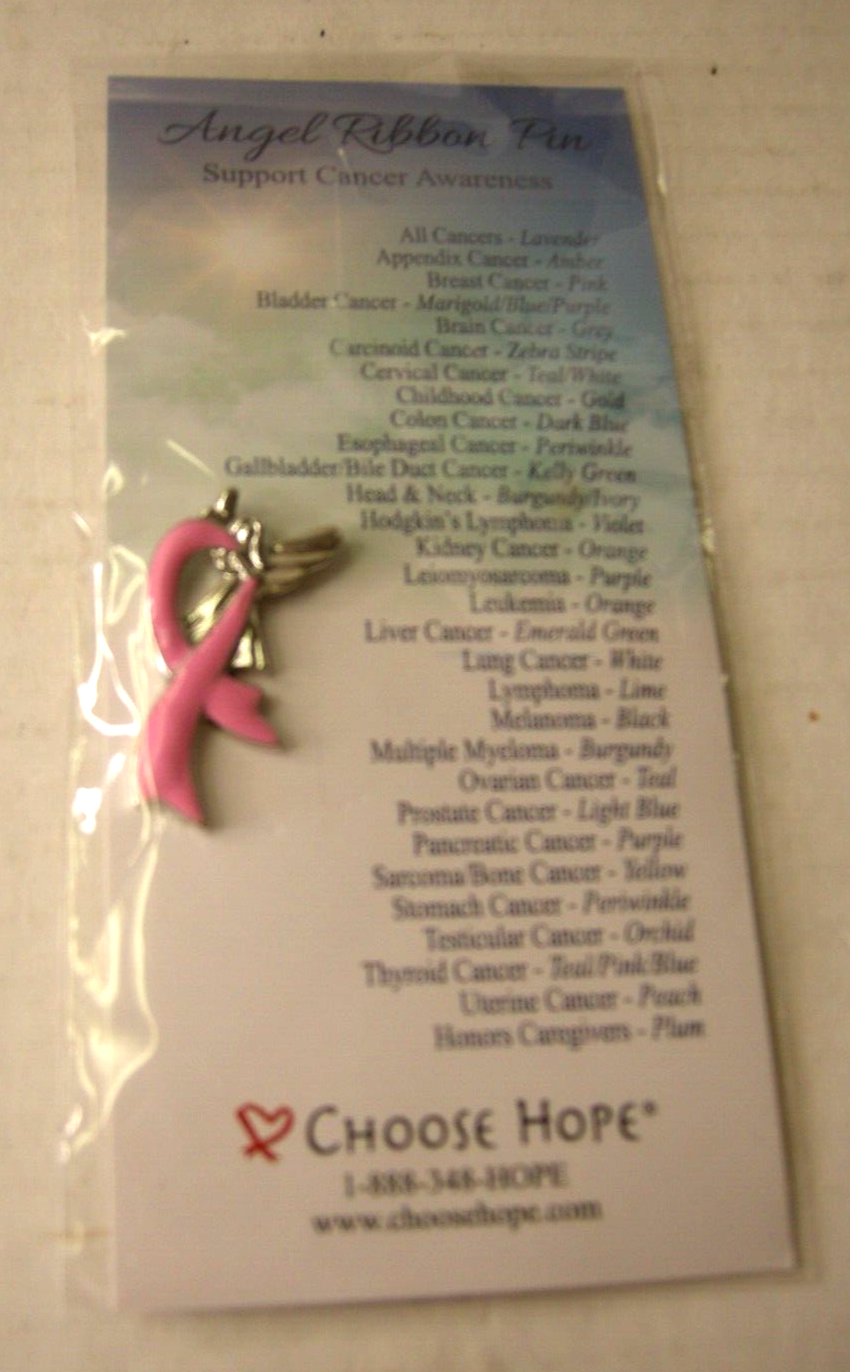 Angel Ribbon Pin
Support Cancer Awareness
All Cancers - Lavender
Appendix Cancer - Amber
Breast Cancer - Pink
Bladder Cancer - Marigold/Blue/Purple
Brain Cancer - Grey
Carcinoid Cancer - Zebra Stripe
Cervical Cancer - Teal/White
Childhood Cancer - Gold
Colon Cancer - Dark Blue
Esophageal Cancer - Periwinkle
Gallbladder/Bile Duct Cancer - Kelly Green
Head & Neck - Burgundy/Ivory
Hodgkin's Lymphoma - Violet
Kidney Cancer - Orange
Leiomyosarcoma - Purple
Leukemia - Orange
Liver Cancer - Emerald Green
Lung Cancer - White
Lymphoma - Lime
Melanoma - Black
Multiple Myeloma - Burgundy
Ovarian Cancer - Teal
Prostate Cancer - Light Blue
Pancreatic Cancer - Purple
Sarcoma/Bone Cancer - Yellow
Stomach Cancer - Periwinkle
Testicular Cancer - Orchid
Thyroid Cancer - Teal/Pink/Blue
Uterine Cancer - Peach
Honors Caregivers - Plum
CHOOSE HOPE®
1-888-348-HOPE
www.choosehope.com